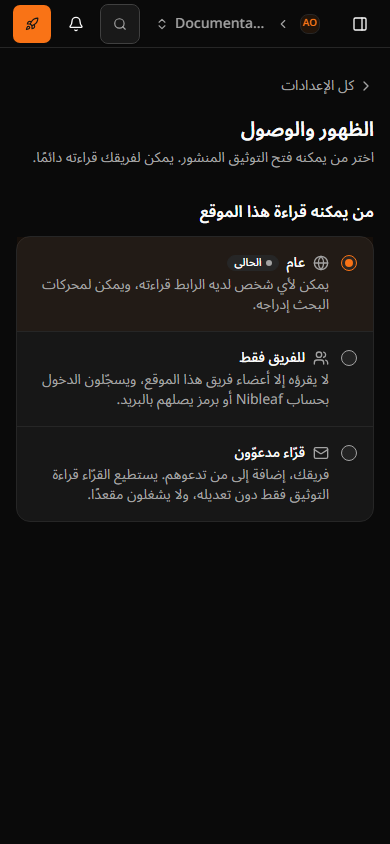 AO
Documenta...
كل الإعدادات
الظهور والوصول
اختر من يمكنه فتح التوثيق المنشور. يمكن لفريقك قراءته دائمًا.
من يمكنه قراءة هذا الموقع
عام الحالي
يمكن لأي شخص لديه الرابط قراءته، ويمكن لمحركات
البحث إدراجه.
للفريق فقط
لا يقرؤه إلا أعضاء فريق هذا الموقع، ويسجّلون الدخول
بحساب Nibleaf أو برمز يصلهم بالبريد.
قرّاء مدعوّون
فريقك، إضافة إلى من تدعوهم. يستطيع القرّاء قراءة
التوثيق فقط دون تعديله، ولا يشغلون مقعدًا.